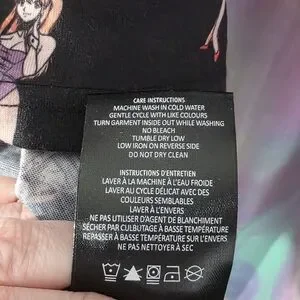 CARE INSTRUCTIONS
MACHINE WASH IN COLD WATER
GENTLE CYCLE WITH LIKE COLOURS
TURN GARMENT INSIDE OUT WHILE WASHING
NO BLEACH
TUMBLE DRY LOW
LOW IRON ON REVERSE SIDE
DO NOT DRY CLEAN
INSTRUCTIONS D'ENTRETIEN
LAVER À LA MACHINE À L'EAU FROIDE
LAVER AU CYCLE DÉLICAT AVEC DES
COULEURS SEMBLABLES
LAVER À L'ENVERS
NE PAS UTILISER D'AGENT DE BLANCHIMENT
SÉCHER PAR CULBUTAGE À BASSE TEMPÉRATURE
REPASSER À BASSE TEMPÉRATURE SUR L'ENVERS
NE PAS NETTOYER À SEC